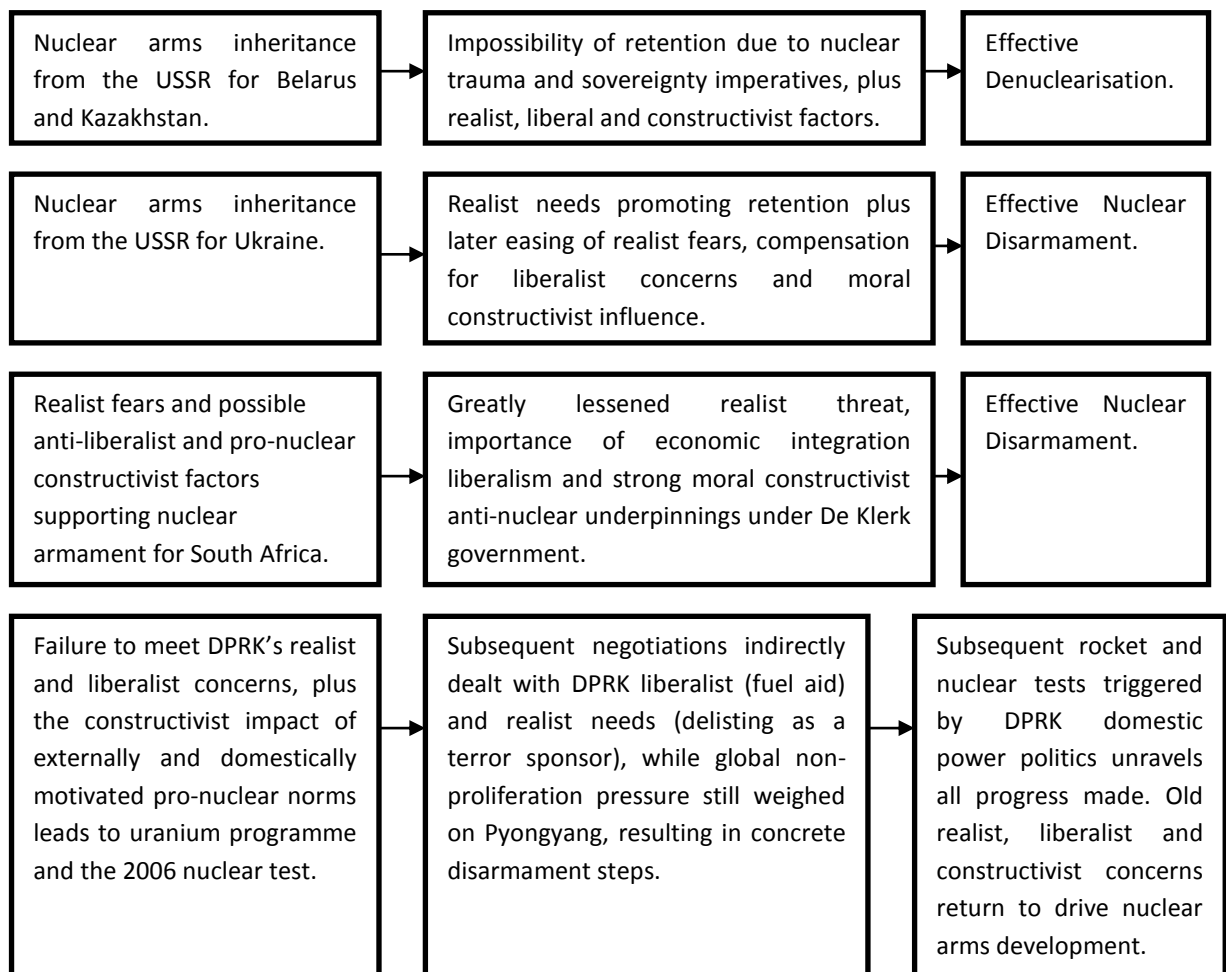 Nuclear arms inheritance
from the USSR for Belarus
and Kazakhstan.
Impossibility of retention due to nuclear
trauma and sovereignty imperatives, plus
realist, liberal and constructivist factors.
Effective
Denuclearisation.
Nuclear arms inheritance
from the USSR for Ukraine.
Realist needs promoting retention plus
later easing of realist fears, compensation
for liberalist concerns and moral
constructivist influence.
Effective Nuclear
Disarmament.
Realist fears and possible
anti-liberalist and pro-nuclear
constructivist factors
supporting nuclear
armament for South Africa.
Greatly lessened realist threat,
importance of economic integration
liberalism and strong moral constructivist
anti-nuclear underpinnings under De Klerk
government.
Effective Nuclear
Disarmament.
Failure to meet DPRK’s realist
and liberalist concerns, plus
the constructivist impact of
externally and domestically
motivated pro-nuclear norms
leads to uranium programme
and the 2006 nuclear test.
Subsequent negotiations indirectly
dealt with DPRK liberalist (fuel aid)
and realist needs (delisting as a
terror sponsor), while global non-
proliferation pressure still weighed
on Pyongyang, resulting in concrete
disarmament steps.
Subsequent rocket and
nuclear tests triggered
by DPRK domestic
power politics unravels
all progress made. Old
realist, liberalist and
constructivist concerns
return to drive nuclear
arms development.